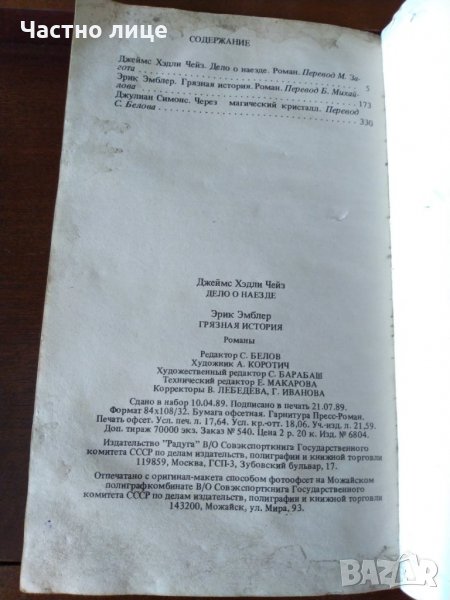 Частно лице
СОДЕРЖАНИЕ
Джеймс Хэдли Чейз. Дело о наезде. Роман. Перевод М. За-
гота 5
Эрик Эмблер. Грязная история. Роман. Перевод Б. Михай-
лова 173
Джулиан Симонс. Через магический кристалл. Перевод
С. Белова 330
Джеймс Хэдли Чейз
ДЕЛО О НАЕЗДЕ
Эрик Эмблер
ГРЯЗНАЯ ИСТОРИЯ
Романы
Редактор С. БЕЛОВ
Художник А. КОРОТИЧ
Художественный редактор С. БАРАБАШ
Технический редактор Е. МАКАРОВА
Корректоры В. ЛЕБЕДЕВА, Г. ИВАНОВА
Сдано в набор 10.04.89. Подписано в печать 21.07.89.
Формат 84х108/32. Бумага офсетная. Гарнитура Пресс-Роман.
Печать офсет. Усл. печ. л. 17,64. Усл. кр.-отт. 18,06. Уч.-изд. л. 21,59.
Доп. тираж 70000 экз. Заказ № 540. Цена 2 р. 20 к. Изд. № 6804.
Издательство "Радуга" В/О Совэкспорткнига Государственного
комитета СССР по делам издательств, полиграфии и книжной торговли
119859, Москва, ГСП-3, Зубовский бульвар, 17.
Отпечатано с оригинал-макета способом фотоофсет на Можайском
полиграфкомбинате В/О Совэкспорткнига Государственного
комитета СССР по делам издательств, полиграфии и книжной торговли
143200, Можайск, ул. Мира, 93.
BAZAR